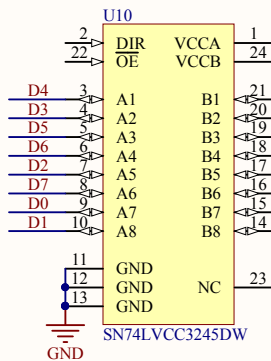 U10
2 DIR VCCA 1
22 OE VCCB 24
D4 3 A1 B1 21
D3 4 A2 B2 20
D5 5 A3 B3 19
D6 6 A4 B4 18
D2 7 A5 B5 17
D7 8 A6 B6 16
D0 9 A7 B7 15
D1 10 A8 B8 14
11 GND
12 GND NC 23
13 GND
GND SN74LVCC3245DW